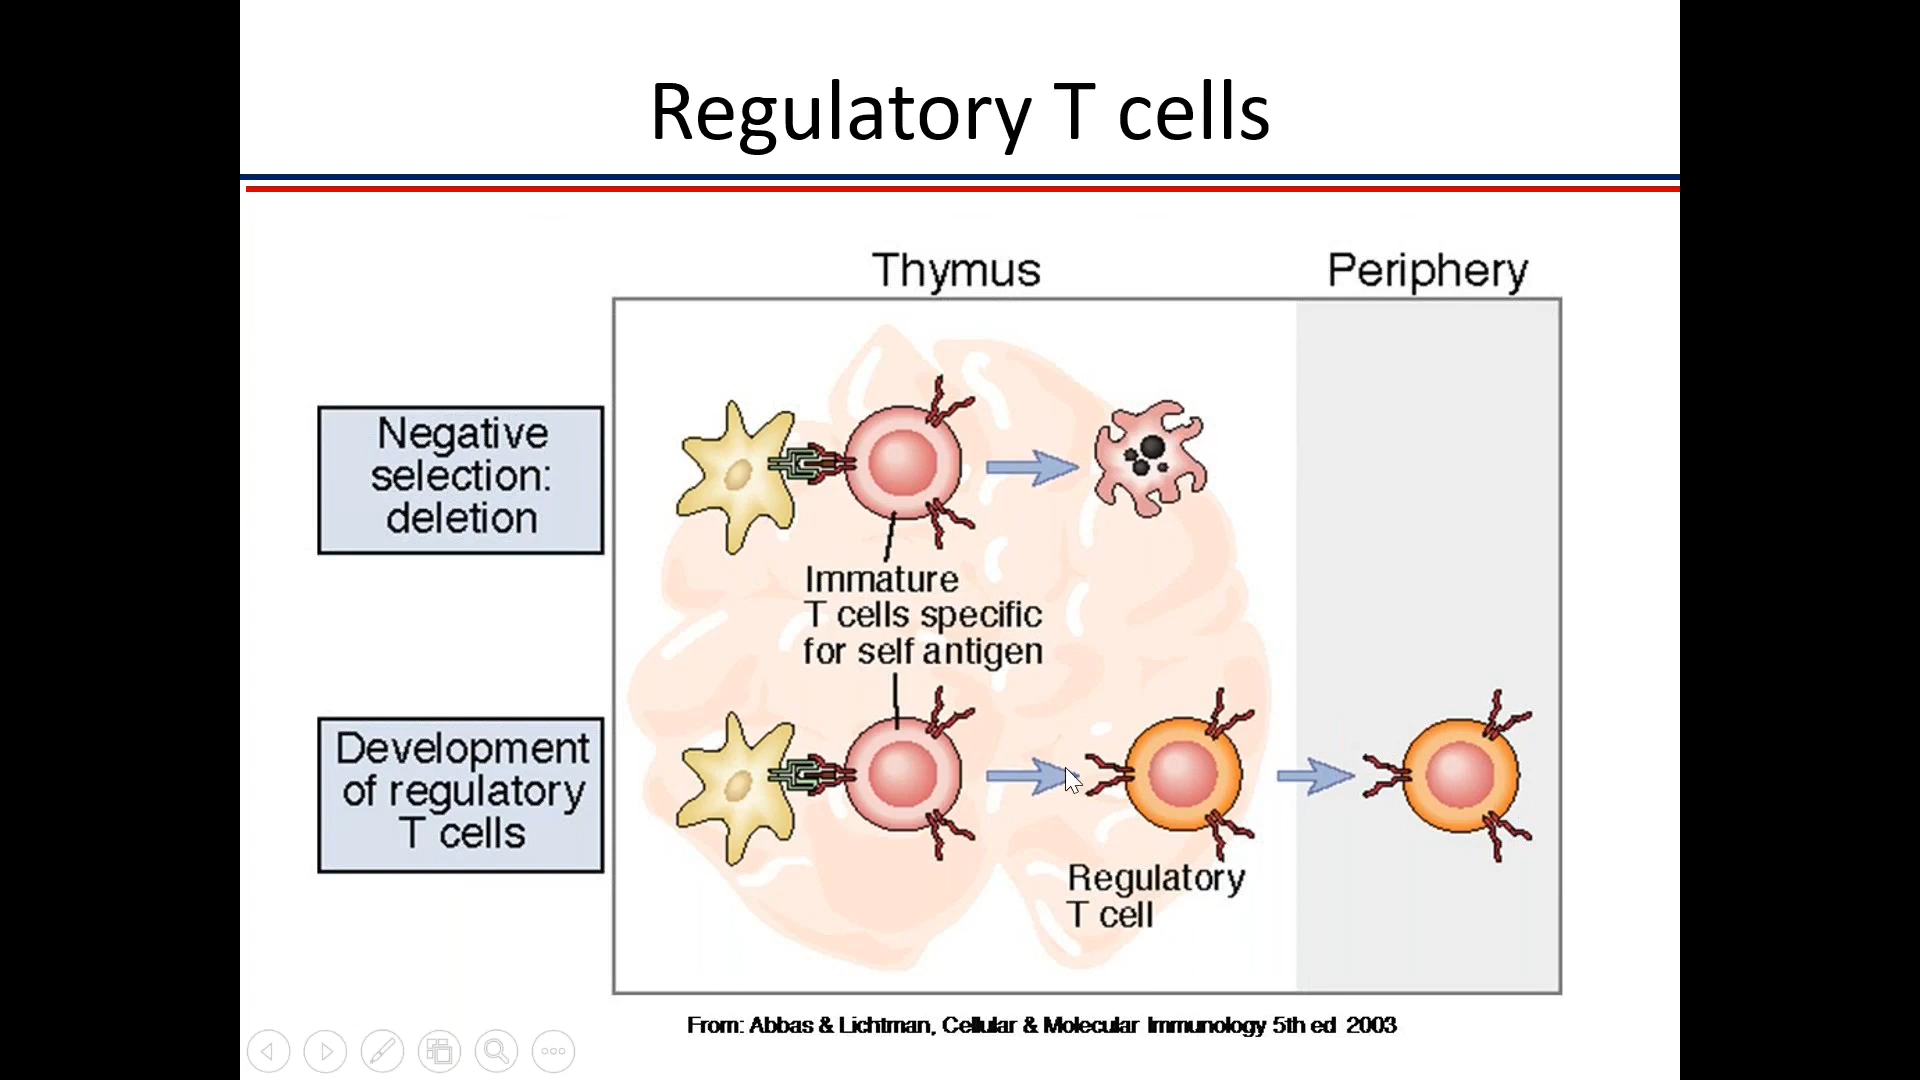 Regulatory T cells
Thymus
Periphery
Negative
selection:
deletion
Immature
T cells specific
for self antigen
Development
of regulatory
T cells
Regulatory
T cell
From: Abbas & Lichtman, Cellular & Molecular Immunology 5th ed 2003